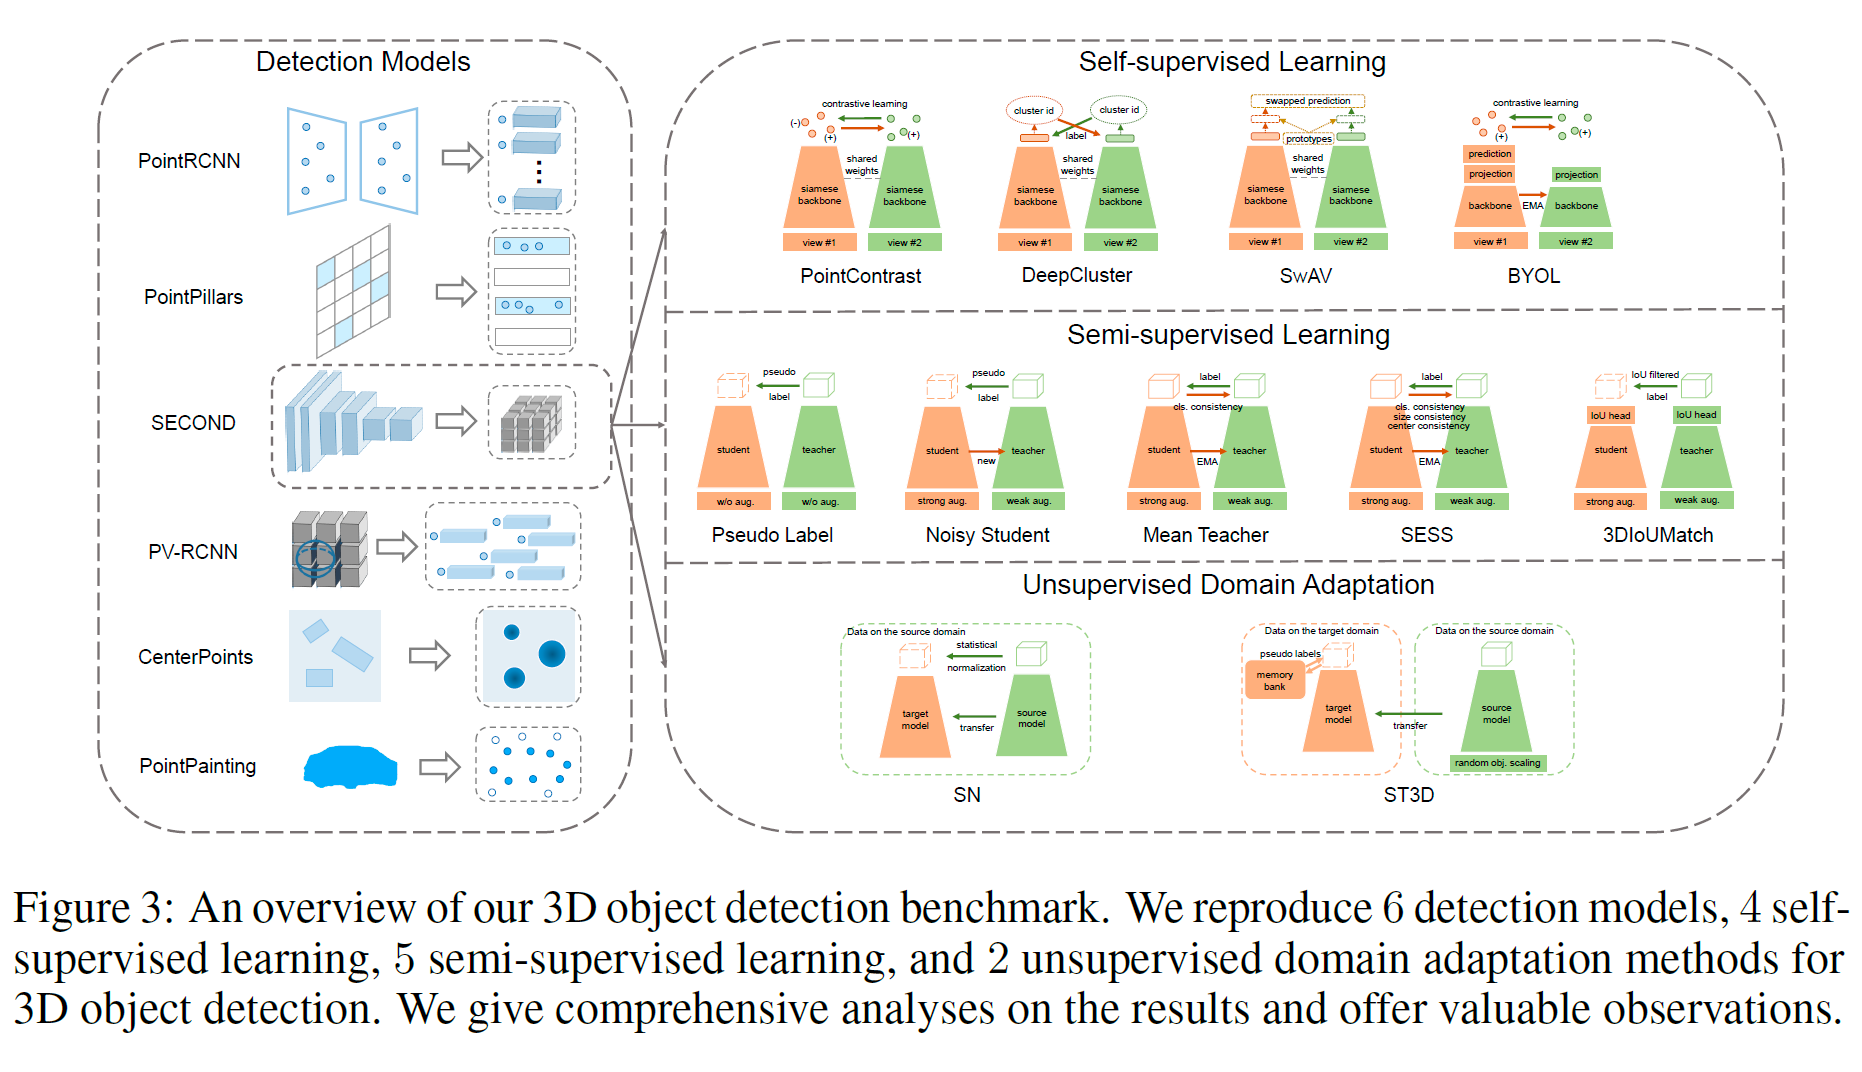 Detection Models
PointRCNN
PointPillars
SECOND
PV-RCNN
CenterPoints
PointPainting
Self-supervised Learning
contrastive learning
(-)
(+)
(+)
shared
weights
siamese
backbone
siamese
backbone
view #1
view #2
PointContrast
cluster id
cluster id
label
shared
weights
siamese
backbone
siamese
backbone
view #1
view #2
DeepCluster
swapped prediction
prototypes
shared
weights
siamese
backbone
siamese
backbone
view #1
view #2
SwAV
contrastive learning
(+)
(+)
prediction
projection
projection
backbone
EMA
backbone
view #1
view #2
BYOL
Semi-supervised Learning
pseudo
label
student
teacher
w/o aug.
w/o aug.
Pseudo Label
pseudo
label
student
new
teacher
strong aug.
weak aug.
Noisy Student
label
cls. consistency
student
EMA
teacher
strong aug.
weak aug.
Mean Teacher
label
cls. consistency
size consistency
center consistency
student
EMA
teacher
strong aug.
weak aug.
SESS
IoU filtered
label
IoU head
IoU head
student
teacher
strong aug.
weak aug.
3DIoUMatch
Unsupervised Domain Adaptation
Data on the source domain
statistical
normalization
target
model
transfer
source
model
SN
Data on the target domain
pseudo labels
memory
bank
target
model
transfer
Data on the source domain
source
model
random obj. scaling
ST3D
Figure 3: An overview of our 3D object detection benchmark. We reproduce 6 detection models, 4 self-
supervised learning, 5 semi-supervised learning, and 2 unsupervised domain adaptation methods for
3D object detection. We give comprehensive analyses on the results and offer valuable observations.